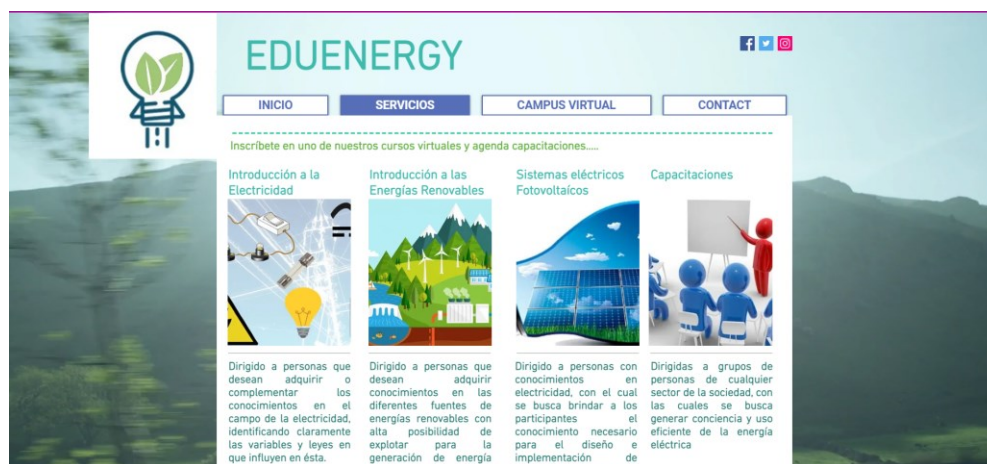 EDUENERGY
INICIO
SERVICIOS
CAMPUS VIRTUAL
CONTACT
Inscríbete en uno de nuestros cursos virtuales y agenda capacitaciones.....
Introducción a la
Electricidad
Dirigido a personas que
desean adquirir o
complementar los
conocimientos en el
campo de la electricidad,
identificando claramente
las variables y leyes en
que influyen en ésta.
Introducción a las
Energías Renovables
Dirigido a personas que
desean adquirir
conocimientos en las
diferentes fuentes de
energías renovables con
alta posibilidad de
explotar para la
generación de energía
Sistemas eléctricos
Fotovoltaícos
Dirigido a personas con
conocimientos en
electricidad, con el cual
se busca brindar a los
participantes el
conocimiento necesario
para el diseño e
implementación de
Capacitaciones
Dirigidas a grupos de
personas de cualquier
sector de la sociedad, con
las cuales se busca
generar conciencia y uso
eficiente de la energía
eléctrica